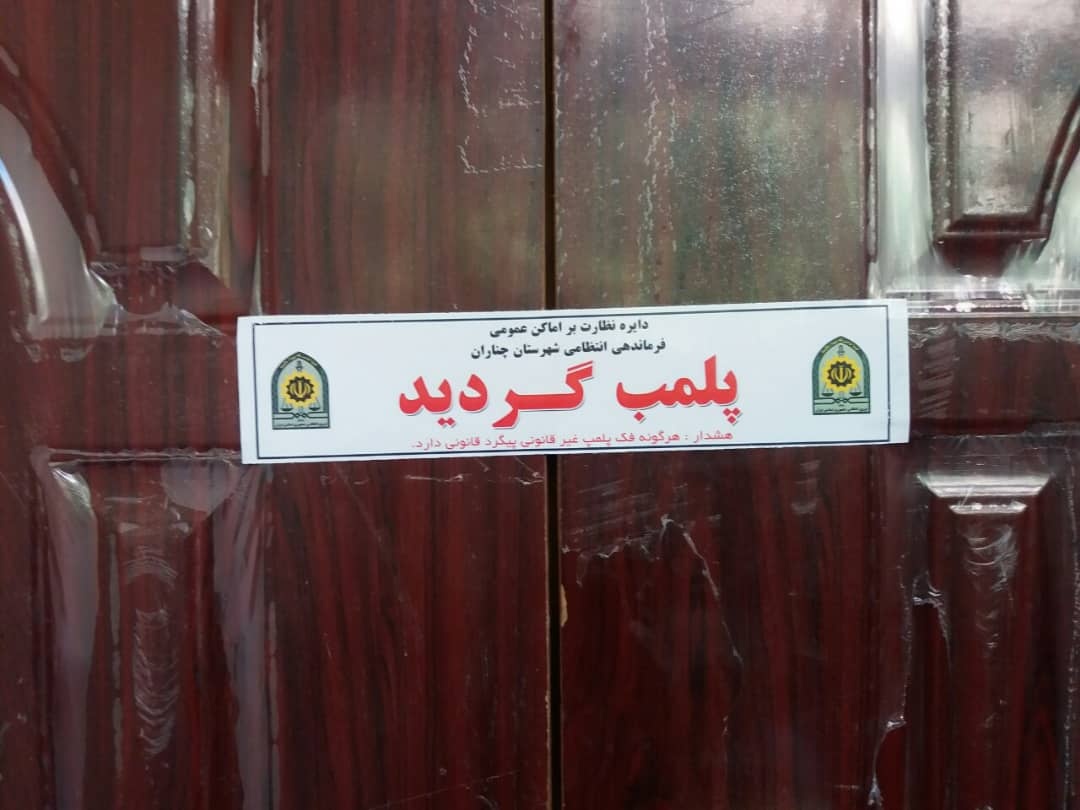 دایره نظارت بر اماکن عمومی
فرماندهی انتظامی شهرستان چناران
پلمب گردید
هشدار : هرگونه فک پلمپ غیر قانونی پیگرد قانونی دارد.